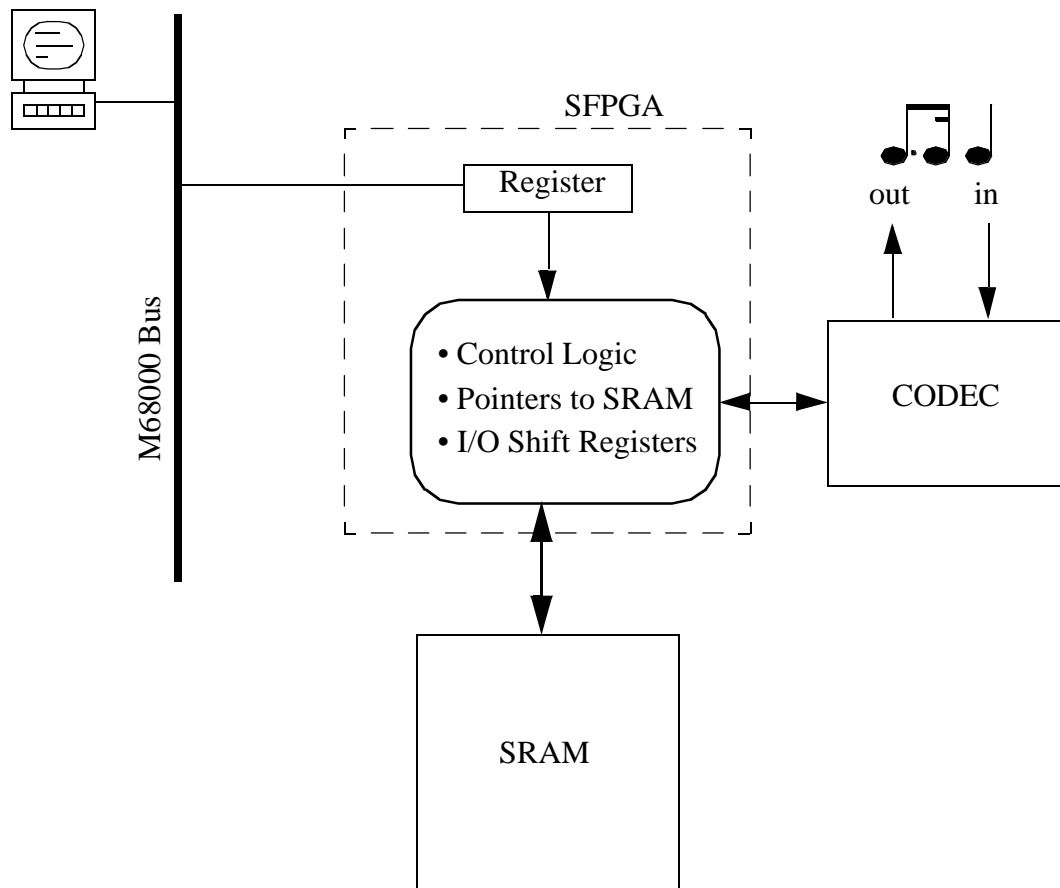 SFPGA
Register
out in
M68000 Bus
• Control Logic
• Pointers to SRAM
• I/O Shift Registers
CODEC
SRAM